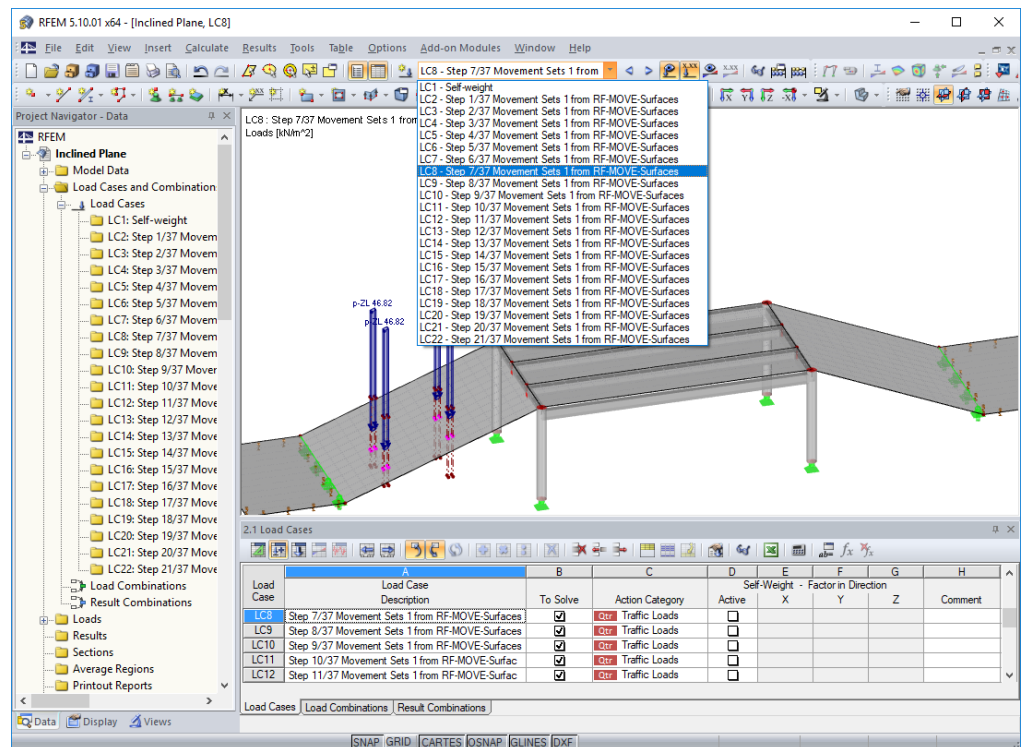 RFEM 5.10.01 x64 - [Inclined Plane, LC8]
File Edit View Insert Calculate Results Tools Table Options Add-on Modules Window Help
LC8 - Step 7/37 Movement Sets 1 from
Project Navigator - Data
RFEM
Inclined Plane
Model Data
Load Cases and Combination
Load Cases
LC1: Self-weight
LC2: Step 1/37 Movem
LC3: Step 2/37 Movem
LC4: Step 3/37 Movem
LC5: Step 4/37 Movem
LC6: Step 5/37 Movem
LC7: Step 6/37 Movem
LC8: Step 7/37 Movem
LC9: Step 8/37 Movem
LC10: Step 9/37 Mover
LC11: Step 10/37 Move
LC12: Step 11/37 Move
LC13: Step 12/37 Move
LC14: Step 13/37 Move
LC15: Step 14/37 Move
LC16: Step 15/37 Move
LC17: Step 16/37 Move
LC18: Step 17/37 Move
LC19: Step 18/37 Move
LC20: Step 19/37 Move
LC21: Step 20/37 Move
LC22: Step 21/37 Move
Load Combinations
Result Combinations
Loads
Results
Sections
Average Regions
Printout Reports
Data Display Views
LC8 : Step 7/37 Movement Sets 1 from
Loads [kN/m^2]
LC1 - Self-weight
LC2 - Step 1/37 Movement Sets 1 from RF-MOVE-Surfaces
LC3 - Step 2/37 Movement Sets 1 from RF-MOVE-Surfaces
LC4 - Step 3/37 Movement Sets 1 from RF-MOVE-Surfaces
LC5 - Step 4/37 Movement Sets 1 from RF-MOVE-Surfaces
LC6 - Step 5/37 Movement Sets 1 from RF-MOVE-Surfaces
LC7 - Step 6/37 Movement Sets 1 from RF-MOVE-Surfaces
LC8 - Step 7/37 Movement Sets 1 from RF-MOVE-Surfaces
LC9 - Step 8/37 Movement Sets 1 from RF-MOVE-Surfaces
LC10 - Step 9/37 Movement Sets 1 from RF-MOVE-Surfaces
LC11 - Step 10/37 Movement Sets 1 from RF-MOVE-Surfaces
LC12 - Step 11/37 Movement Sets 1 from RF-MOVE-Surfaces
LC13 - Step 12/37 Movement Sets 1 from RF-MOVE-Surfaces
LC14 - Step 13/37 Movement Sets 1 from RF-MOVE-Surfaces
LC15 - Step 14/37 Movement Sets 1 from RF-MOVE-Surfaces
LC16 - Step 15/37 Movement Sets 1 from RF-MOVE-Surfaces
LC17 - Step 16/37 Movement Sets 1 from RF-MOVE-Surfaces
LC18 - Step 17/37 Movement Sets 1 from RF-MOVE-Surfaces
LC19 - Step 18/37 Movement Sets 1 from RF-MOVE-Surfaces
LC20 - Step 19/37 Movement Sets 1 from RF-MOVE-Surfaces
LC21 - Step 20/37 Movement Sets 1 from RF-MOVE-Surfaces
LC22 - Step 21/37 Movement Sets 1 from RF-MOVE-Surfaces
p-ZL 46.82
p-ZL 46.82
2.1 Load Cases
A B C D E F G H
Load Load Case Self-Weight - Factor in Direction
Case Description To Solve Action Category Active X Y Z Comment
LC8 Step 7/37 Movement Sets 1 from RF-MOVE-Surfaces Qtr Traffic Loads
LC9 Step 8/37 Movement Sets 1 from RF-MOVE-Surfaces Qtr Traffic Loads
LC10 Step 9/37 Movement Sets 1 from RF-MOVE-Surfaces Qtr Traffic Loads
LC11 Step 10/37 Movement Sets 1 from RF-MOVE-Surfac Qtr Traffic Loads
LC12 Step 11/37 Movement Sets 1 from RF-MOVE-Surfac Qtr Traffic Loads
Load Cases Load Combinations Result Combinations
SNAP GRID CARTES OSNAP GLINES DXF